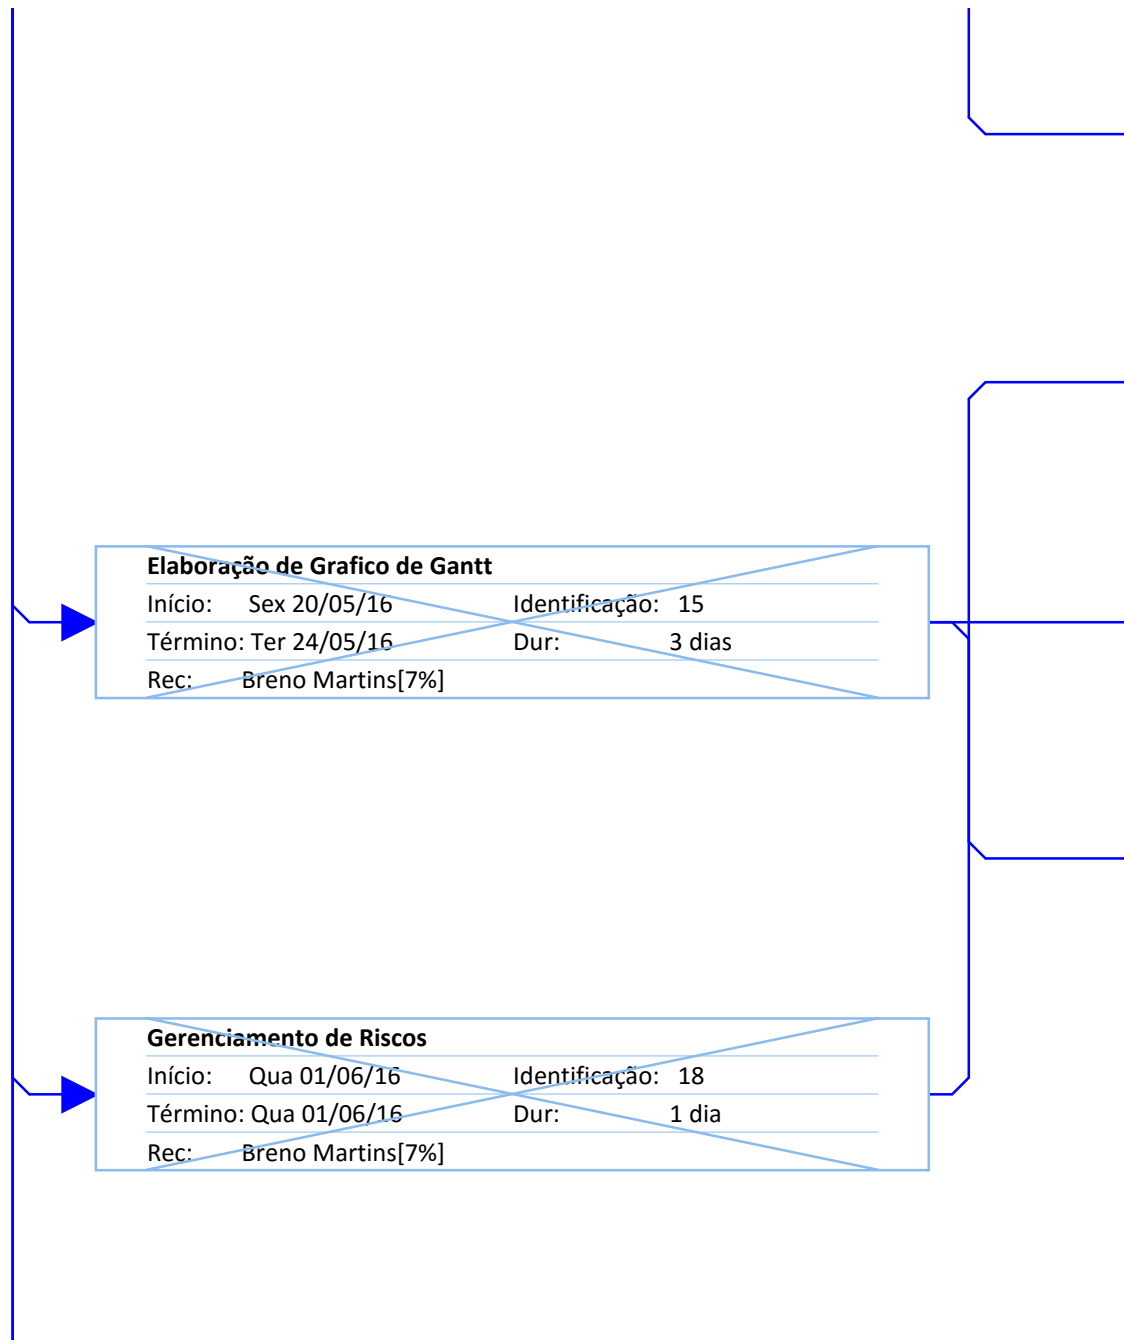 Elaboração de Grafico de Gantt
Início: Sex 20/05/16 Identificação: 15
Término: Ter 24/05/16 Dur: 3 dias
Rec: Breno Martins[7%]
Gerenciamento de Riscos
Início: Qua 01/06/16 Identificação: 18
Término: Qua 01/06/16 Dur: 1 dia
Rec: Breno Martins[7%]